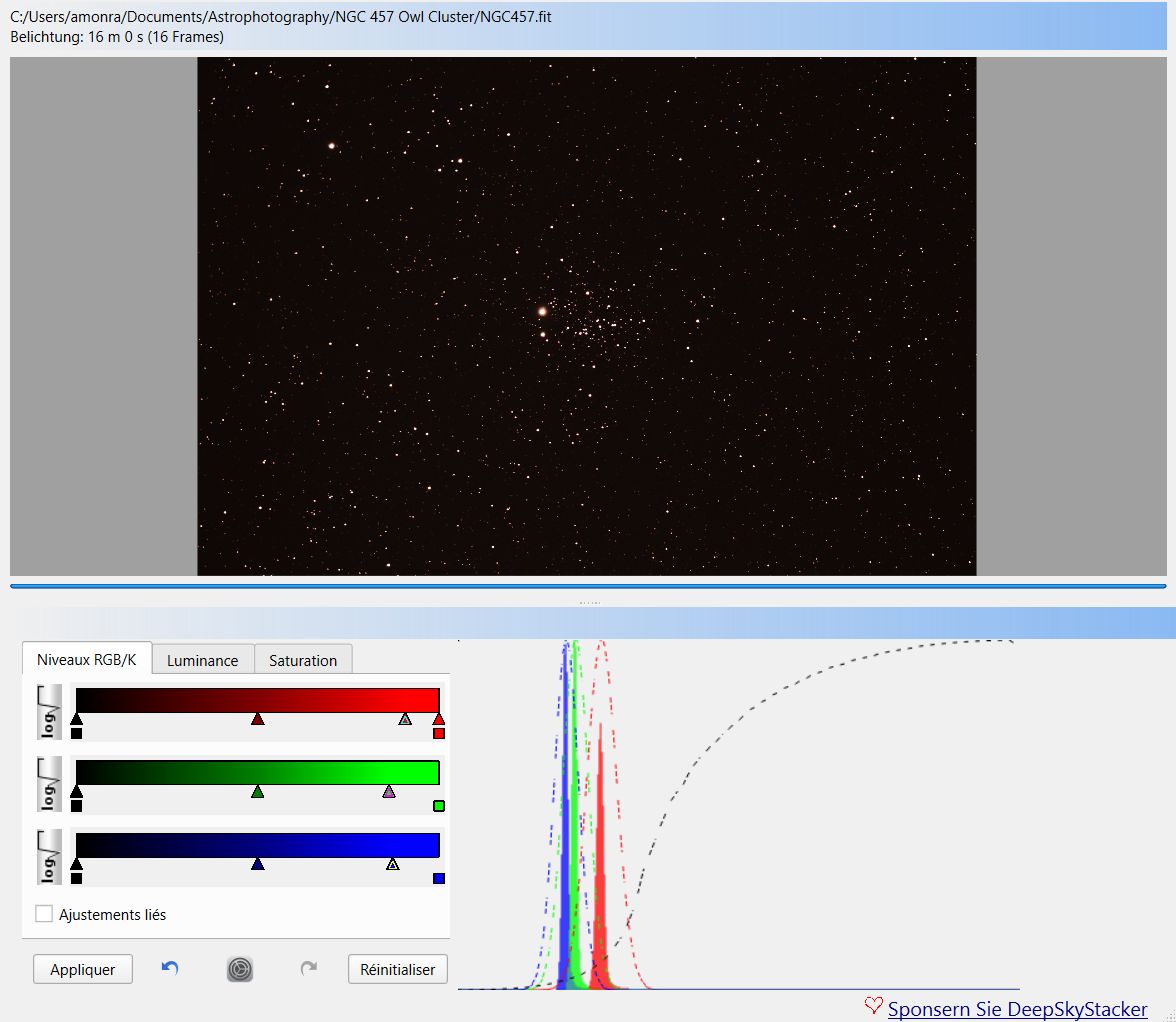 C:/Users/amonra/Documents/Astrophotography/NGC 457 Owl Cluster/NGC457.fit
Belichtung: 16 m 0 s (16 Frames)
Niveaux RGB/K Luminance Saturation
log
log
log
Ajustements liés
Appliquer Réinitialiser
Sponsern Sie DeepSkyStacker